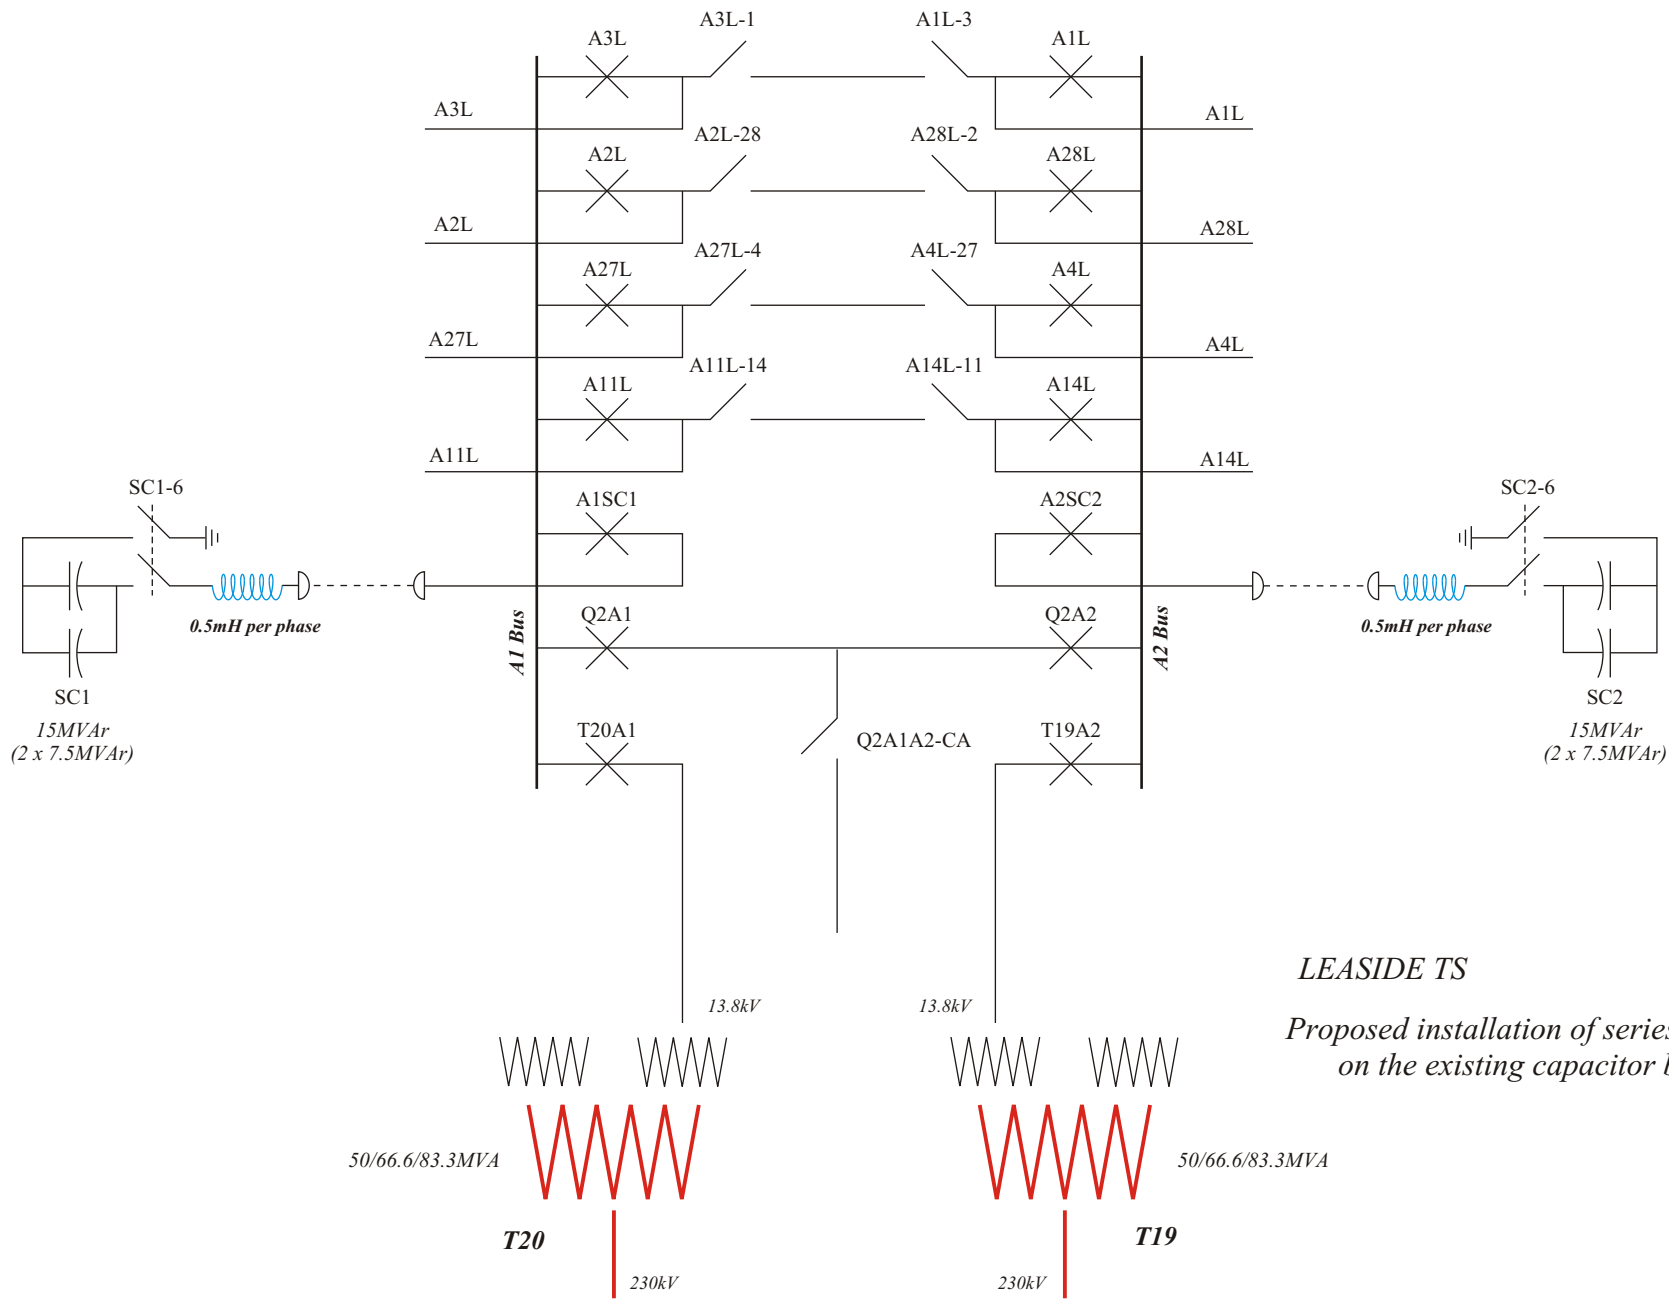 A3L-1
A1L-3
A3L
A1L
A3L
A1L
A2L-28
A28L-2
A2L
A28L
A2L
A28L
A27L-4
A4L-27
A27L
A4L
A27L
A4L
A11L-14
A14L-11
A11L
A14L
A11L
A14L
SC1-6
A1SC1
A2SC2
SC2-6
0.5mH per phase
0.5mH per phase
A1 Bus
Q2A1
Q2A2
A2 Bus
SC1
15MVAr
(2 x 7.5MVAr)
SC2
15MVAr
(2 x 7.5MVAr)
T20A1
Q2A1A2-CA
T19A2
LEASIDE TS
Proposed installation of series
on the existing capacitor
13.8kV
13.8kV
50/66.6/83.3MVA
50/66.6/83.3MVA
T20
T19
230kV
230kV